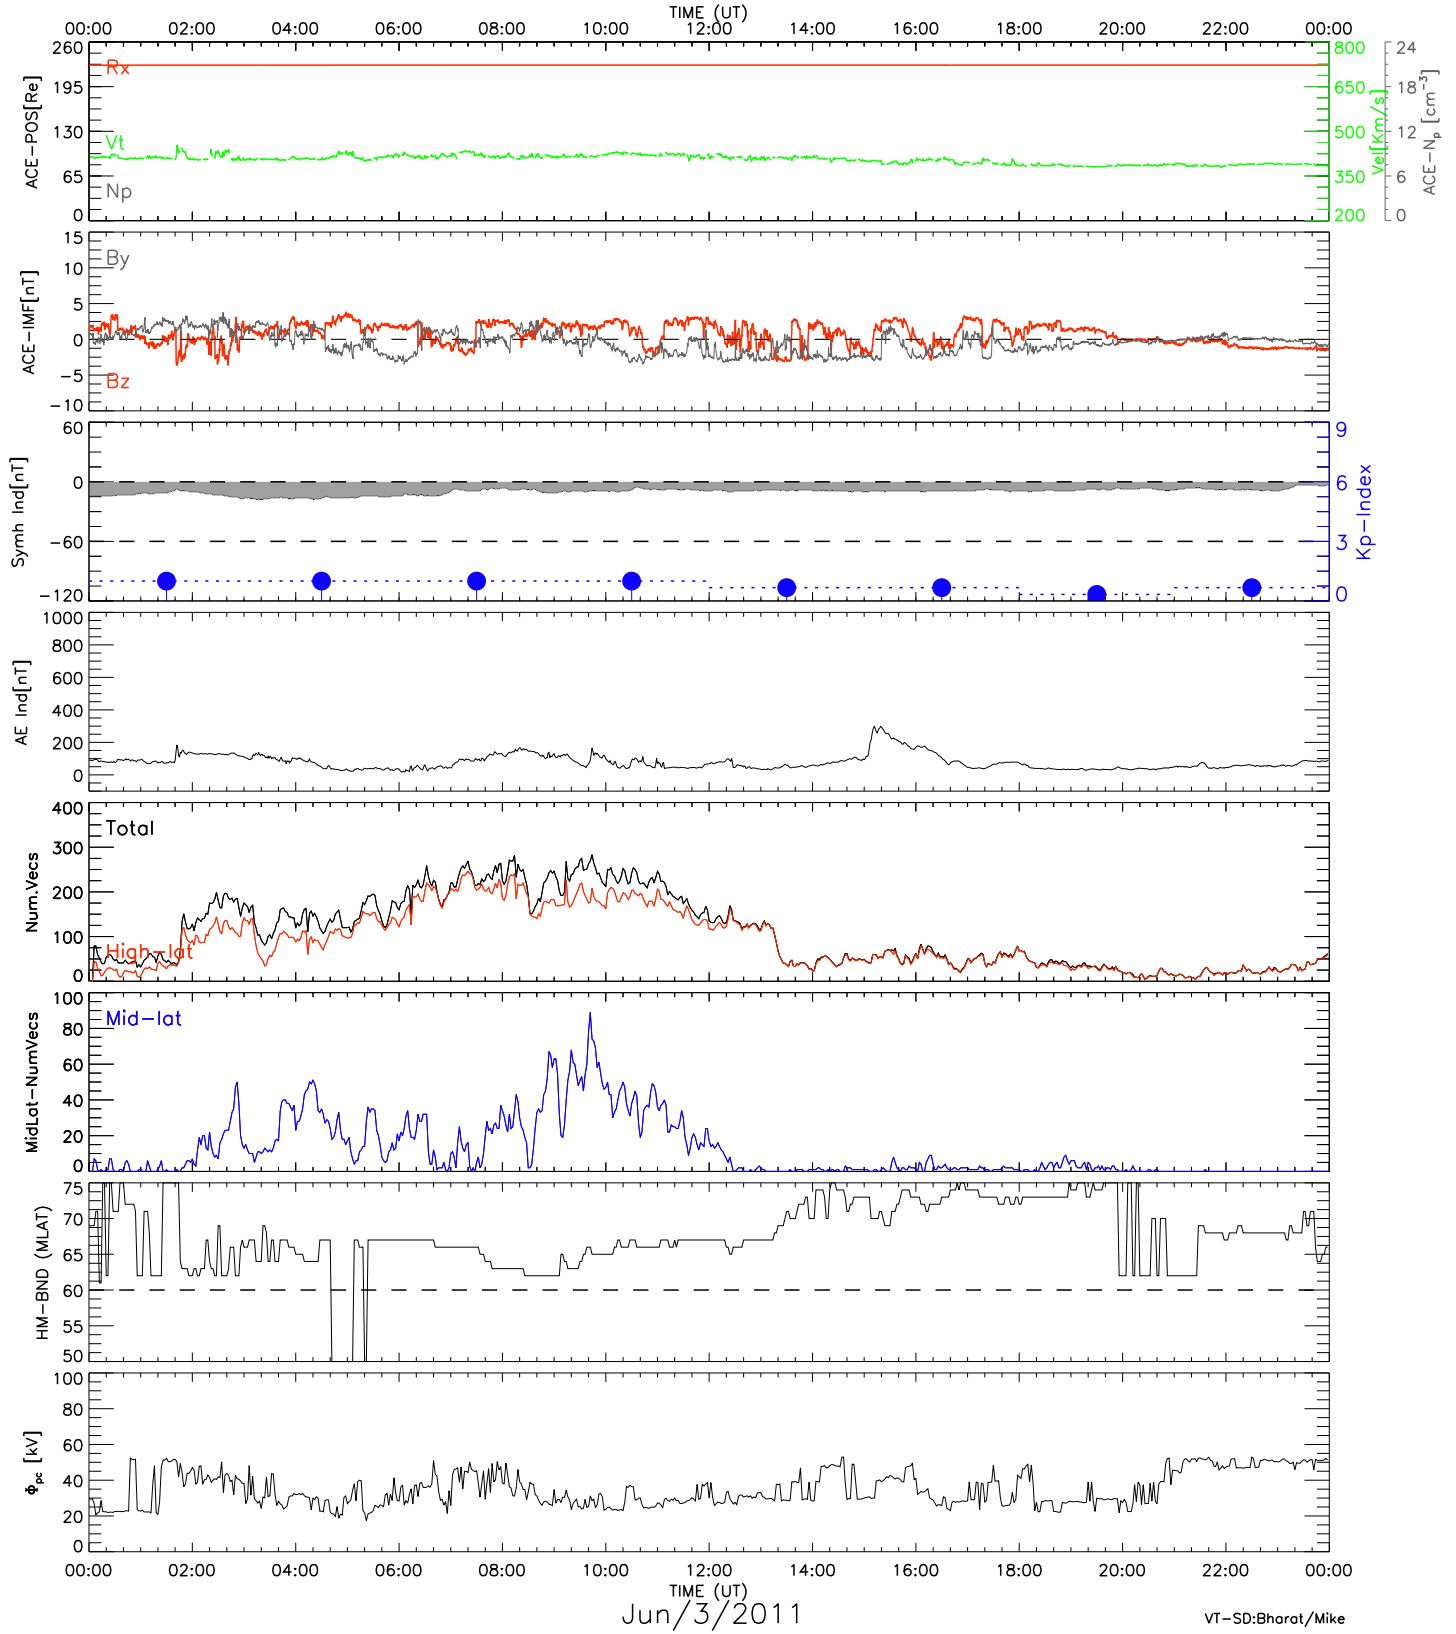 TIME (UT)
00:00 02:00 04:00 06:00 08:00 10:00 12:00 14:00 16:00 18:00 20:00 22:00 00:00
ACE-POS[Re]
260
195
130
65
0
Rx
Vt
Np
800
650
500
350
200
Vel[Km/s]
24
18
12
6
0
ACE-Np [cm-3]
ACE-IMF[nT]
15
10
5
0
-5
-10
By
Bz
Symh Ind[nT]
60
0
-60
-120
9
6
3
0
Kp-Index
AE Ind[nT]
1000
800
600
400
200
0
Num.Vecs
400
300
200
100
0
Total
High-lat
MidLat-NumVecs
100
80
60
40
20
0
Mid-lat
HM-BND (MLAT)
75
70
65
60
55
50
Φpc [kV]
100
80
60
40
20
0
00:00 02:00 04:00 06:00 08:00 10:00 12:00 14:00 16:00 18:00 20:00 22:00 00:00
TIME (UT)
Jun/3/2011
VT-SD:Bharat/Mike